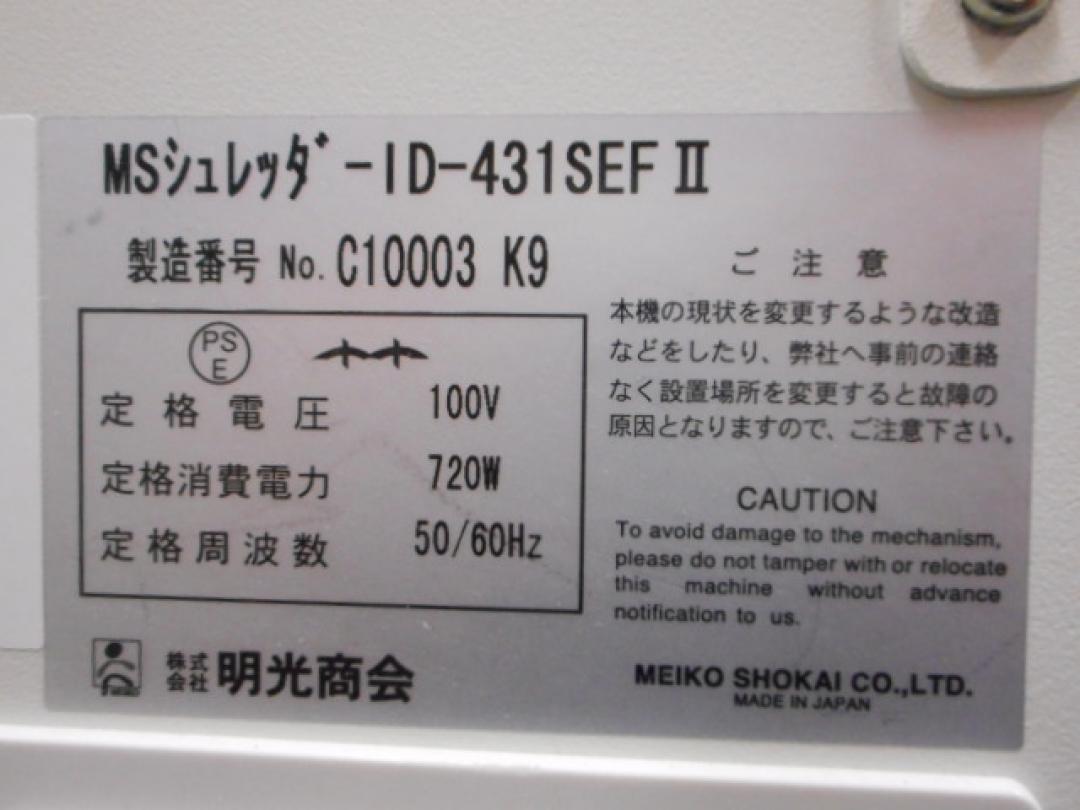 MSシュレッダ゙-ID-431SEFⅡ
製造番号 No. C10003 K9
PS
E
定格電圧 100V
定格消費電力 720W
定格周波数 50/60Hz
ご注意
本機の現状を変更するような改造
などをしたり、弊社へ事前の連絡
なく設置場所を変更すると故障の
原因となりますので、ご注意下さい。
CAUTION
To avoid damage to the mechanism,
please do not tamper with or relocate
this machine without advance
notification to us.
株式
会社 明光商会
MEIKO SHOKAI CO.,LTD.
MADE IN JAPAN